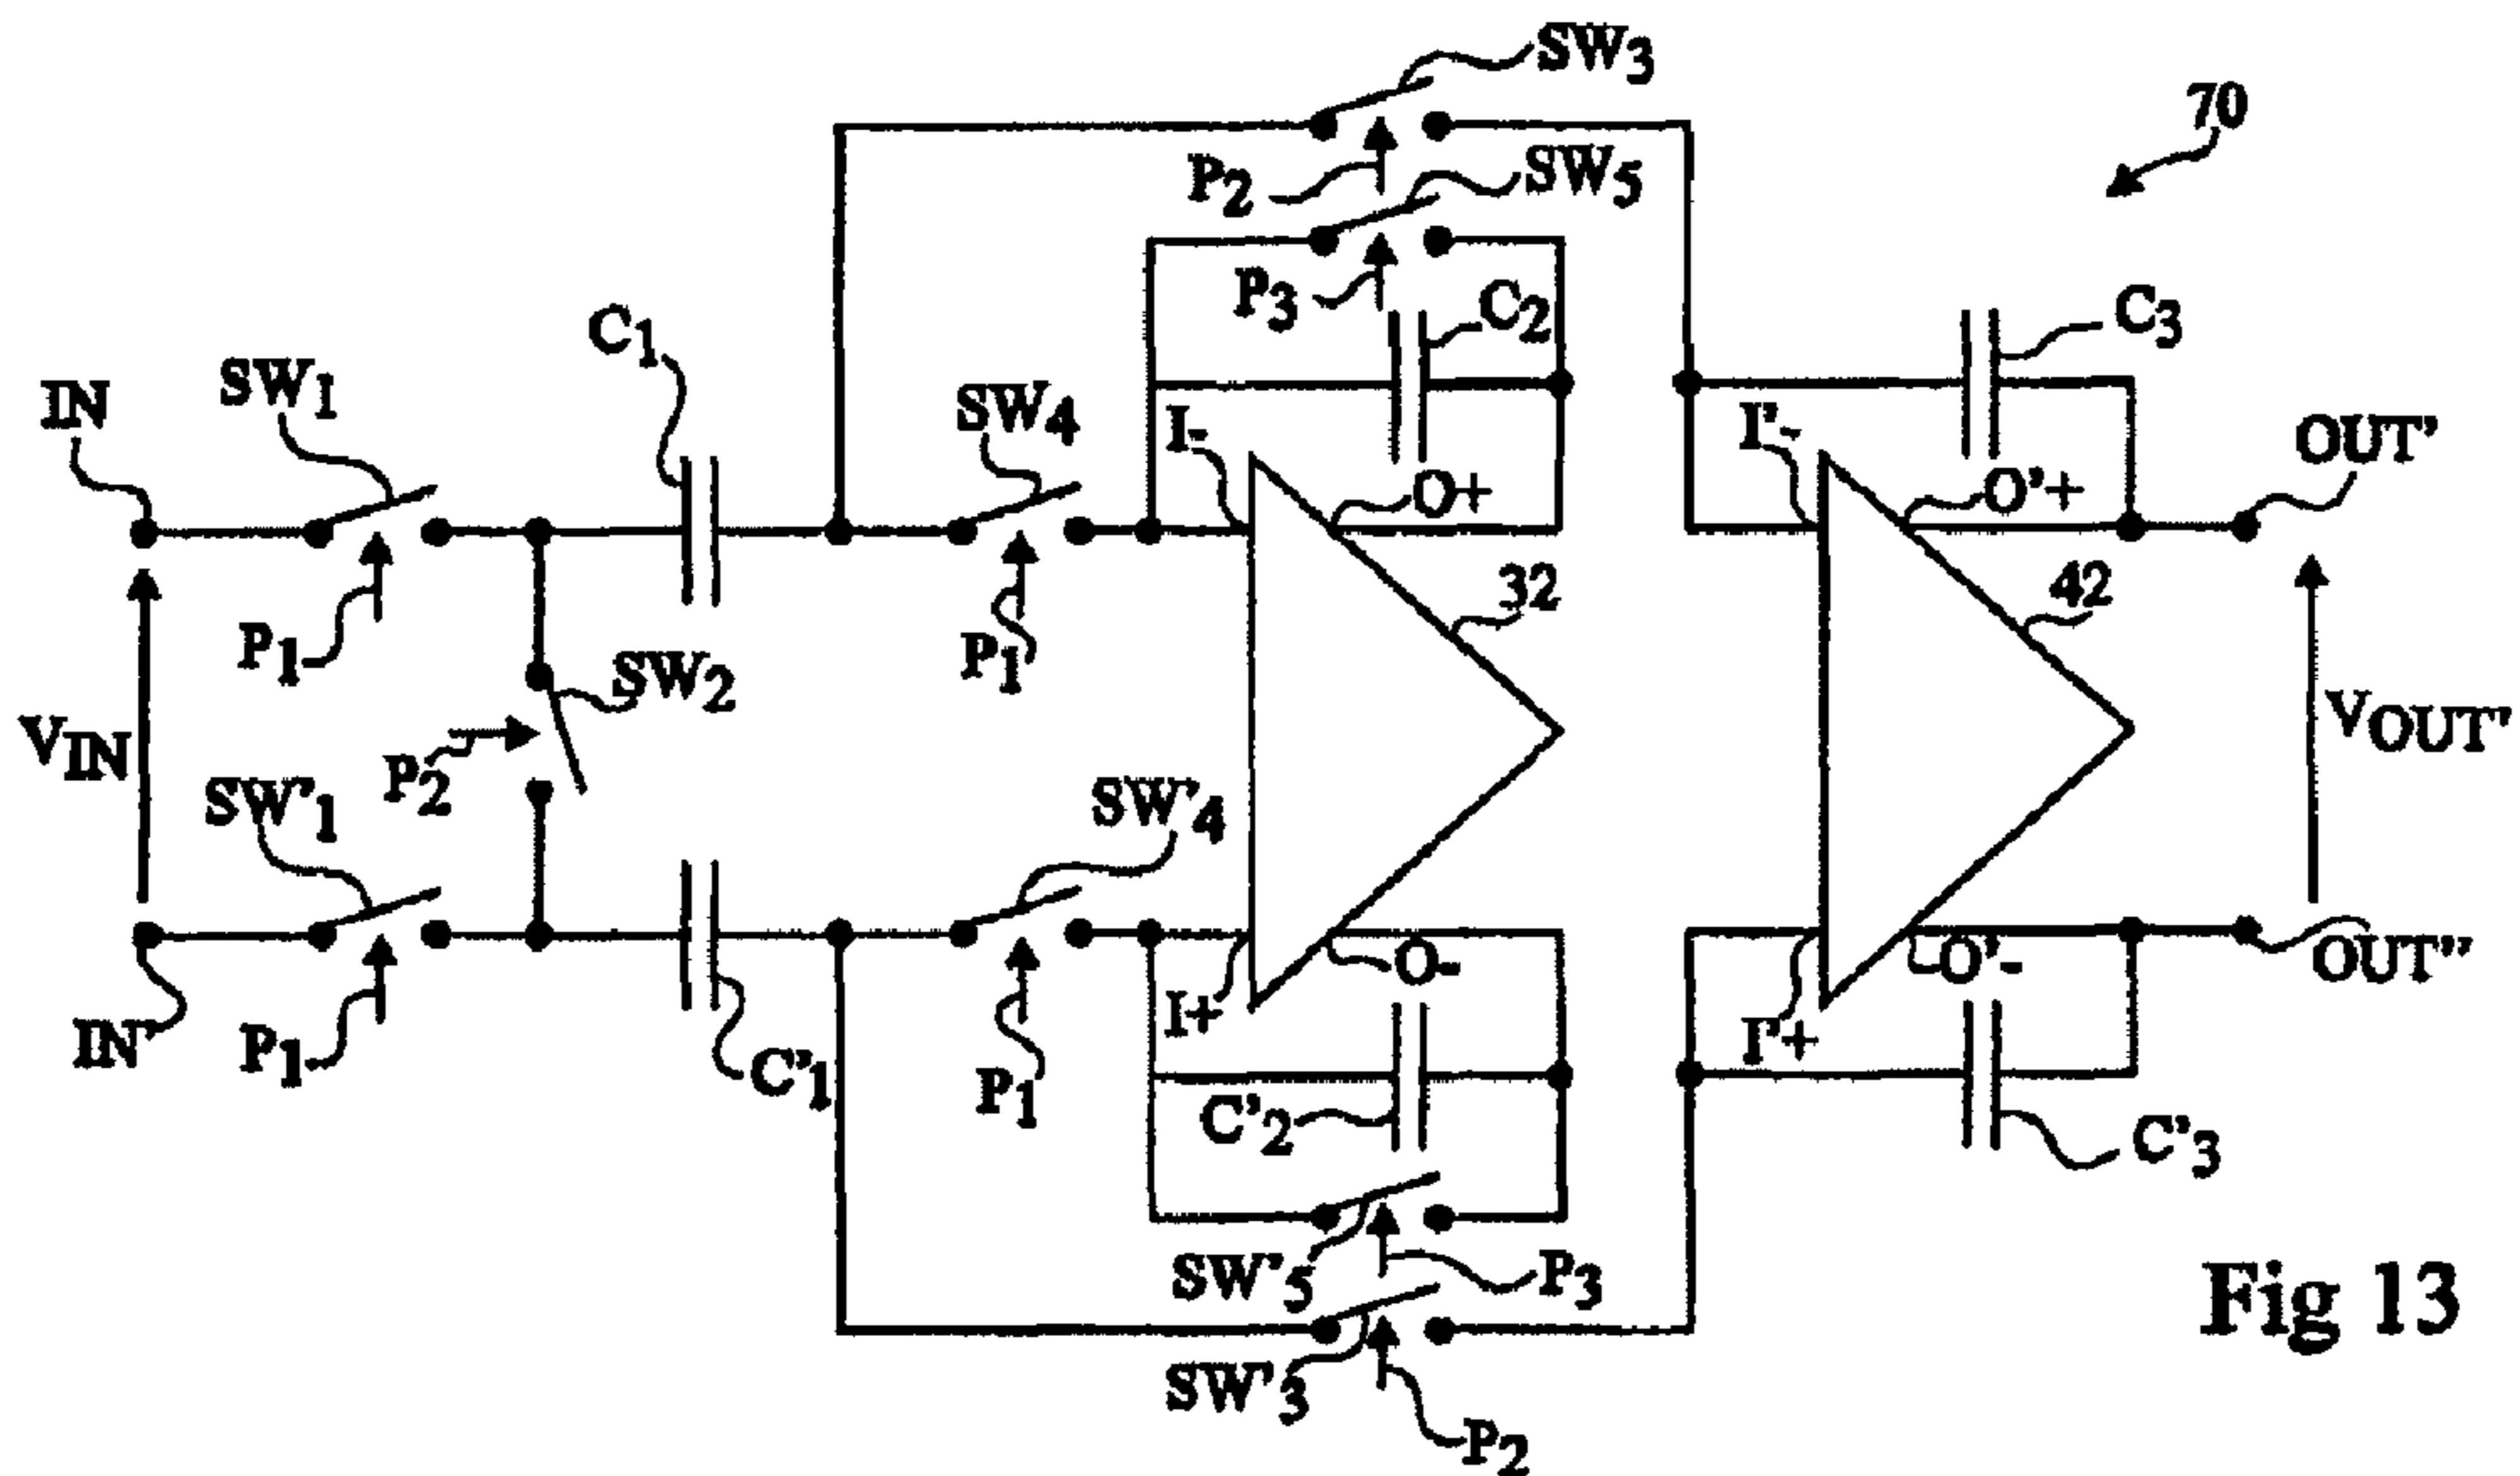 SW3
70
P2
SW5
P3
C2
C3
C1
SW1
IN
SW4
I-
I'-
OUT'
O+
O'+
32
42
P1
P1
SW2
VIN
P2
VOUT'
SW'1
SW'4
O-
O'-
OUT"
I+
I'+
IN'
P1
C'1
P1
C'2
C'3
SW'5
P3
Fig 13
SW'3
P2